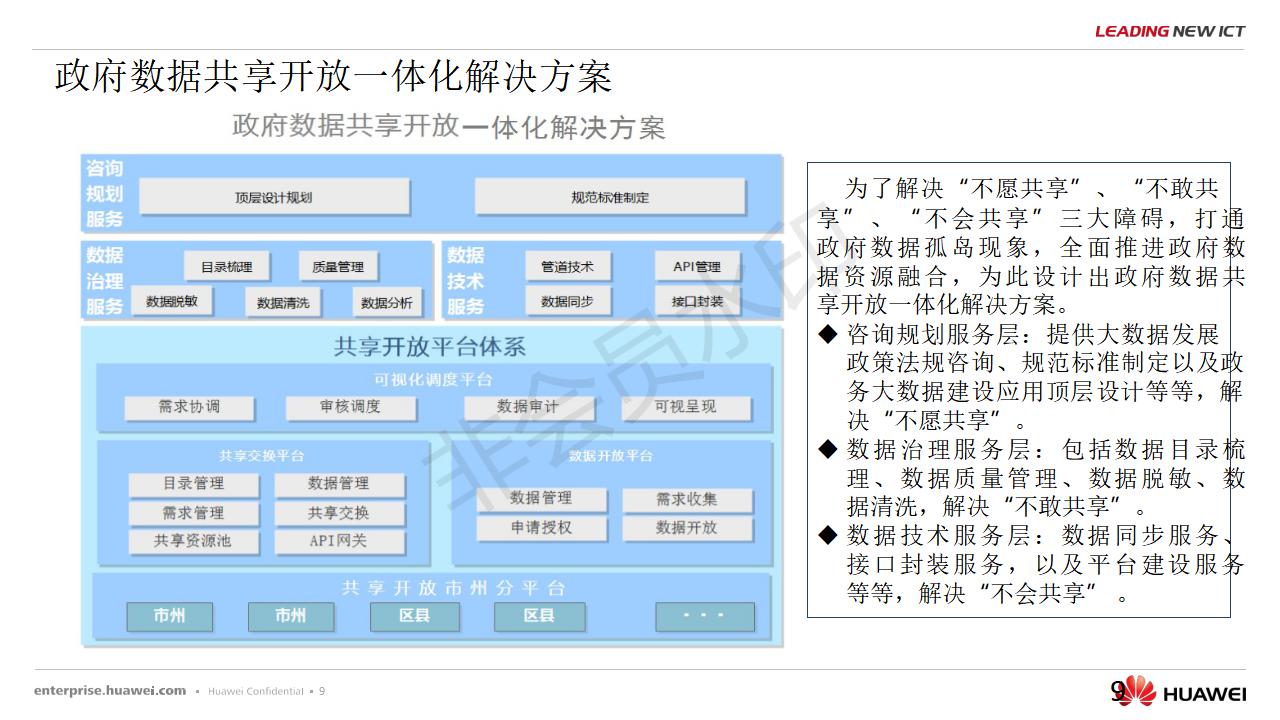 LEADING NEW ICT
政府数据共享开放一体化解决方案
政府数据共享开放一体化解决方案
咨询
规划
服务
顶层设计规划
规范标准制定
数据
治理
服务
目录梳理
质量管理
数据脱敏
数据清洗
数据分析
数据
技术
服务
管道技术
API管理
数据同步
接口封装
共享开放平台体系
可视化调度平台
需求协调
审核调度
数据审计
可视呈现
共享交换平台
目录管理
数据管理
需求管理
共享交换
共享资源池
API网关
数据开放平台
数据管理
需求收集
申请授权
数据开放
共享开放市州分平台
市州
市州
区县
区县
···
为了解决“不愿共享”、“不敢共
享”、“不会共享”三大障碍，打通
政府数据孤岛现象，全面推进政府数
据资源融合，为此设计出政府数据共
享开放一体化解决方案。
◆ 咨询规划服务层：提供大数据发展
政策法规咨询、规范标准制定以及政
务大数据建设应用顶层设计等等，解
决“不愿共享”。
◆ 数据治理服务层：包括数据目录梳
理、数据质量管理、数据脱敏、数
据清洗，解决“不敢共享”。
◆ 数据技术服务层：数据同步服务、
接口封装服务，以及平台建设服务
等等，解决“不会共享”。
非会员水印
enterprise.huawei.com ▪ Huawei Confidential ▪ 9
9
HUAWEI